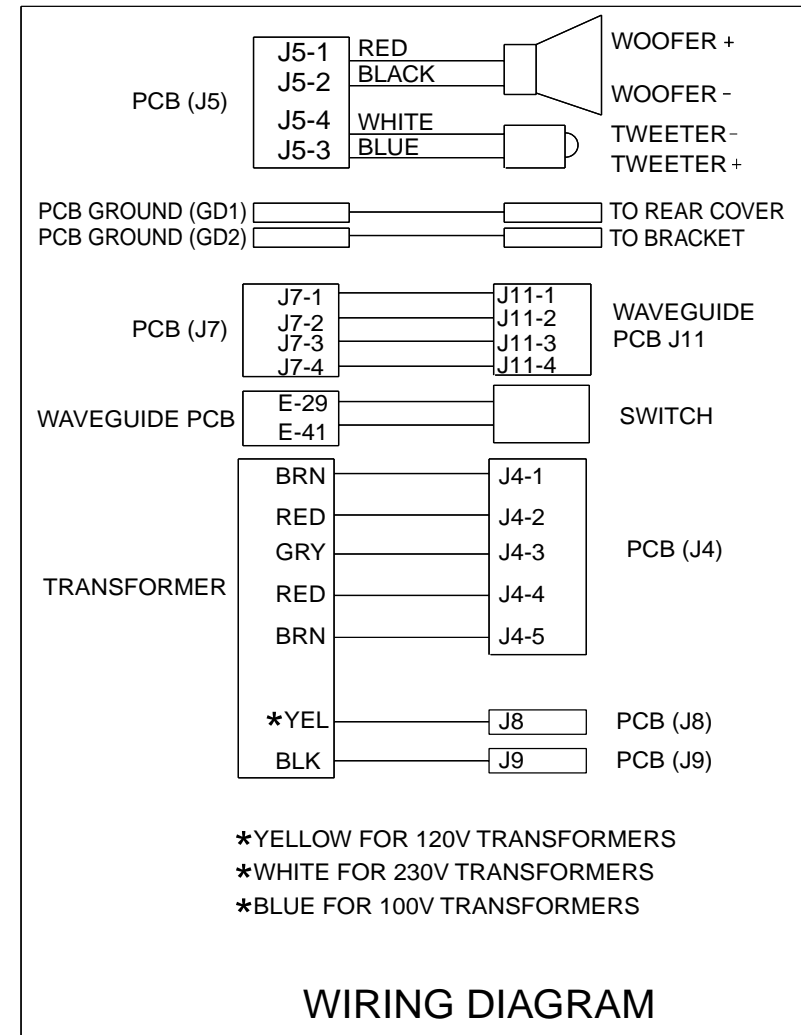 PCB (J5)
J5-1 RED WOOFER +
J5-2 BLACK WOOFER -
J5-4 WHITE TWEETER-
J5-3 BLUE TWEETER +
PCB GROUND (GD1) TO REAR COVER
PCB GROUND (GD2) TO BRACKET
PCB (J7)
J7-1 J11-1
J7-2 J11-2
J7-3 J11-3
J7-4 J11-4
WAVEGUIDE
PCB J11
WAVEGUIDE PCB
E-29
E-41
SWITCH
TRANSFORMER
BRN J4-1
RED J4-2
GRY J4-3
RED J4-4
BRN J4-5
PCB (J4)
*YEL J8 PCB (J8)
BLK J9 PCB (J9)
*YELLOW FOR 120V TRANSFORMERS
*WHITE FOR 230V TRANSFORMERS
*BLUE FOR 100V TRANSFORMERS
WIRING DIAGRAM